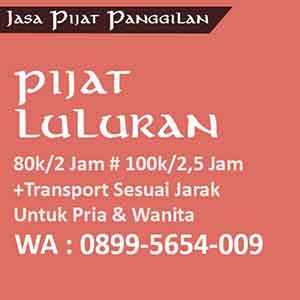 Jasa Pijat Panggilan
Pijat
Luluran
80k/2 Jam # 100k/2,5 Jam
+Transport Sesuai Jarak
Untuk Pria & Wanita
WA : 0899-5654-009